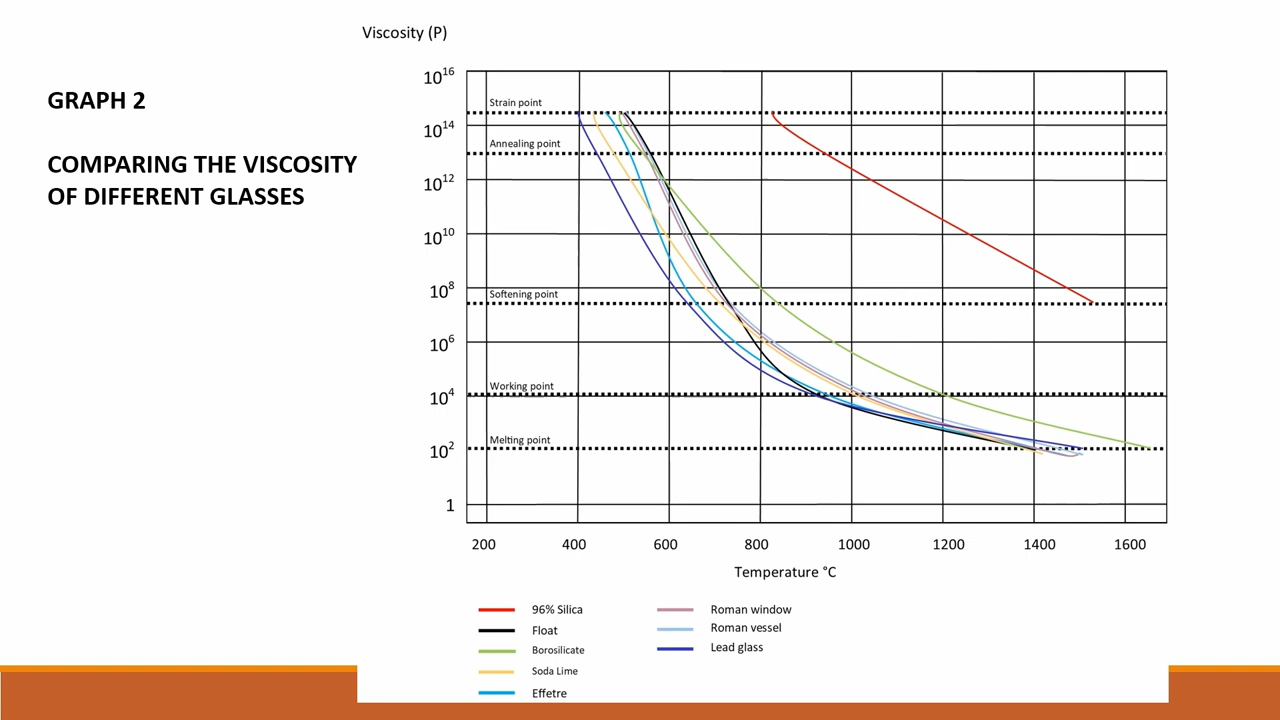 Viscosity (P)
GRAPH 2
COMPARING THE VISCOSITY
OF DIFFERENT GLASSES
10^16
Strain point
10^14
Annealing point
10^12
10^10
10^8
Softening point
10^6
Working point
10^4
Melting point
10^2
1
200 400 600 800 1000 1200 1400 1600
Temperature °C
96% Silica
Float
Borosilicate
Soda Lime
Effetre
Roman window
Roman vessel
Lead glass